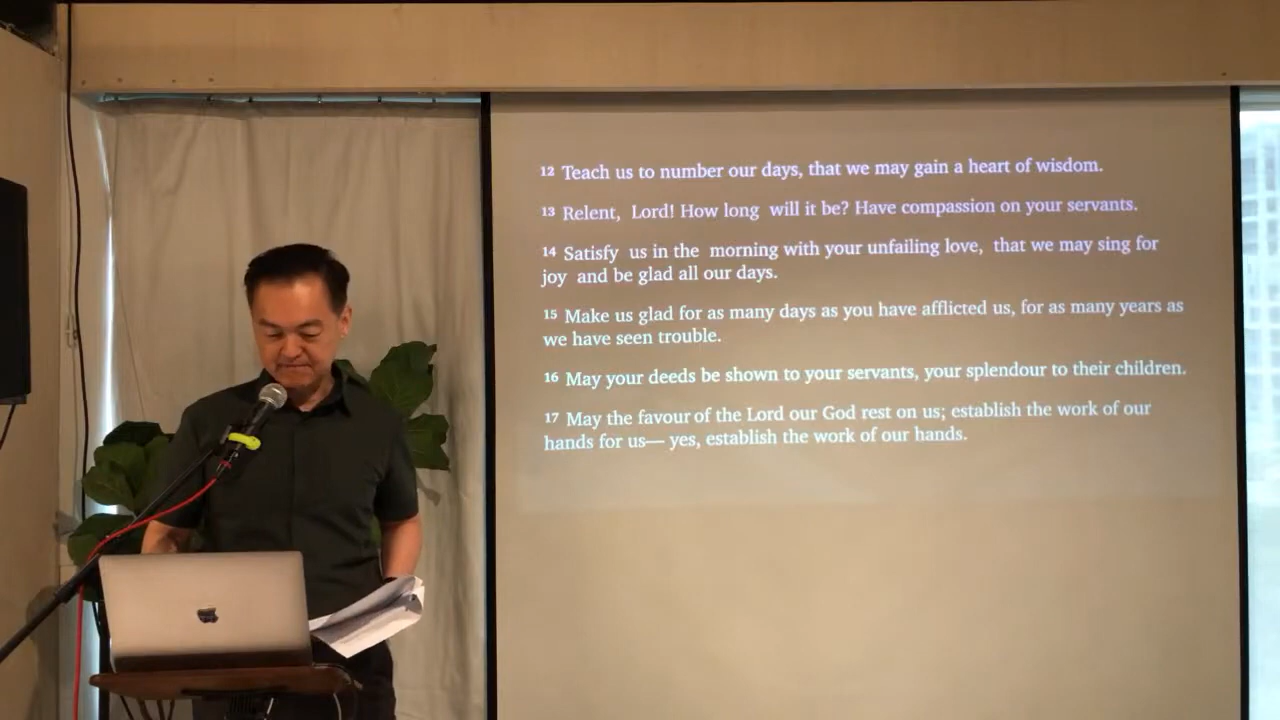 12 Teach us to number our days, that we may gain a heart of wisdom.
13 Relent, Lord! How long will it be? Have compassion on your servants.
14 Satisfy us in the morning with your unfailing love, that we may sing for
joy and be glad all our days.
15 Make us glad for as many days as you have afflicted us, for as many years as
we have seen trouble.
16 May your deeds be shown to your servants, your splendour to their children.
17 May the favour of the Lord our God rest on us; establish the work of our
hands for us— yes, establish the work of our hands.